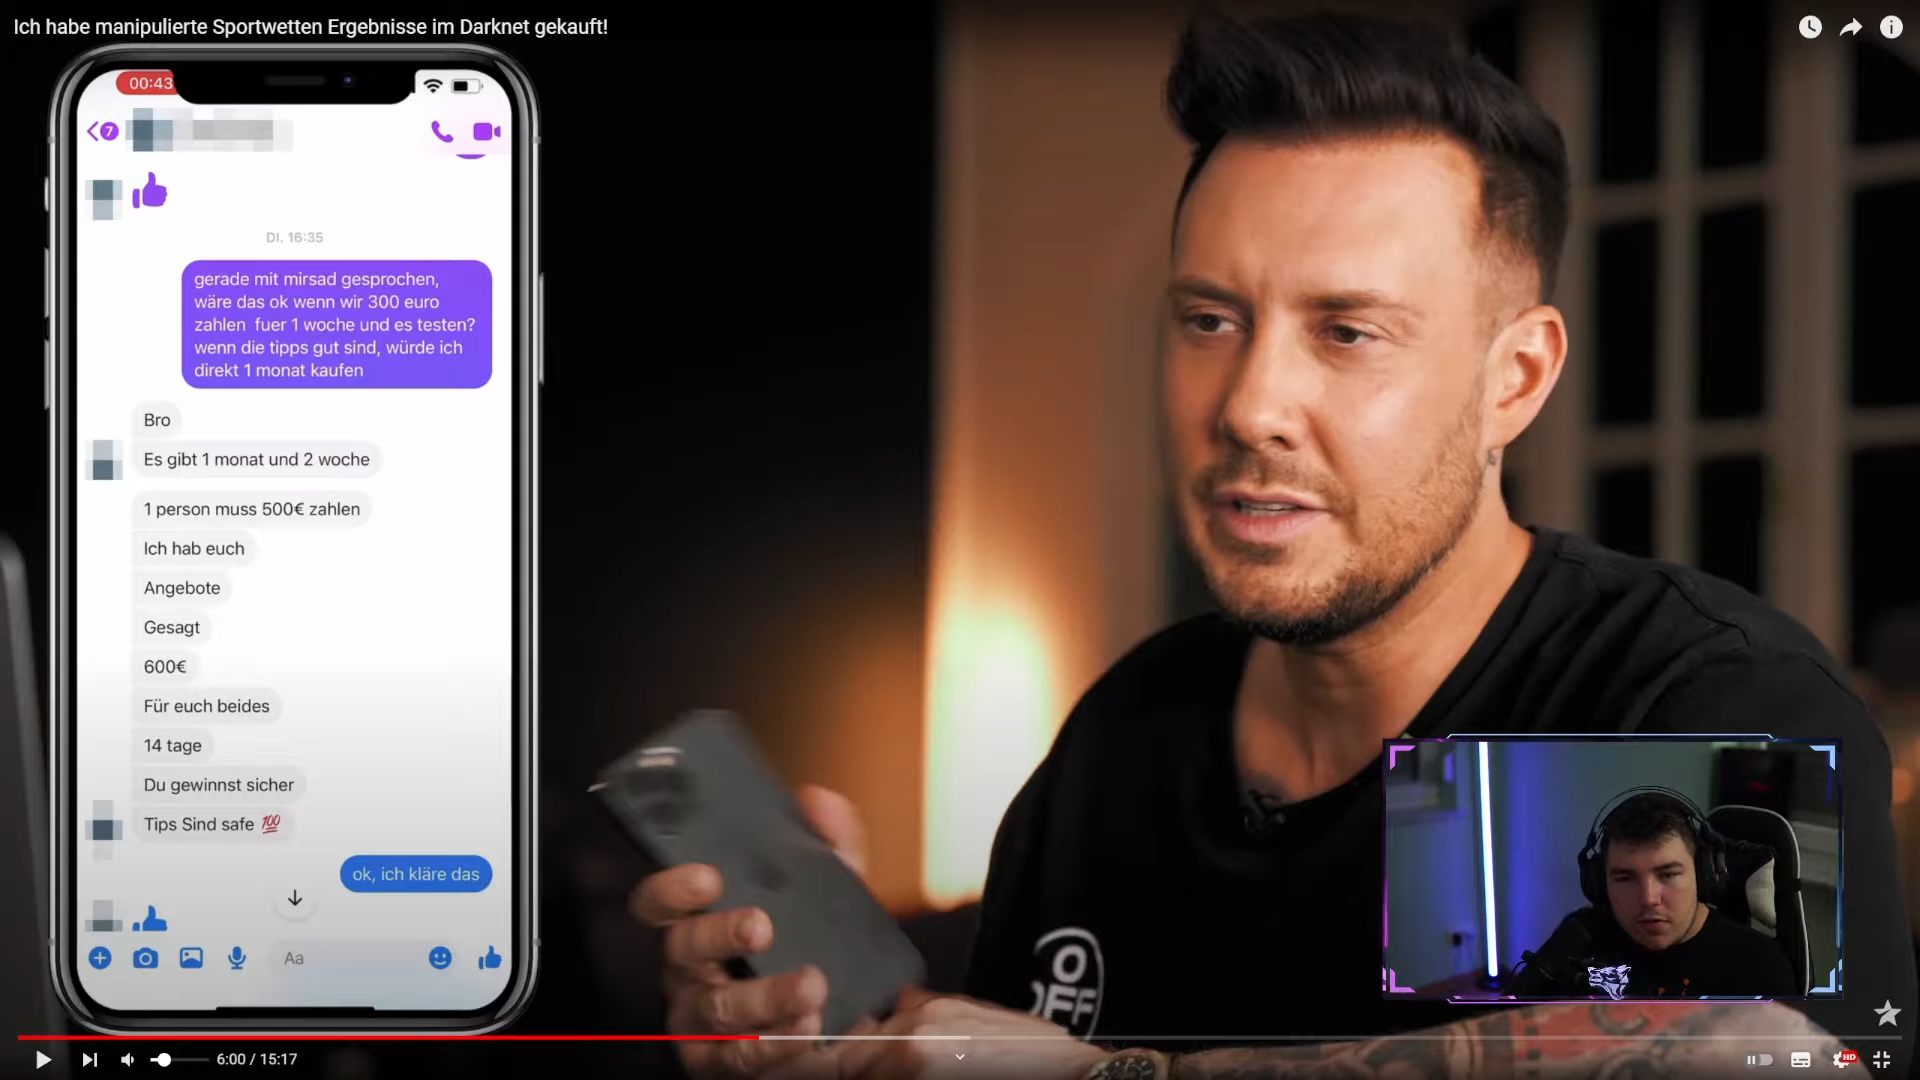 Ich habe manipulierte Sportwetten Ergebnisse im Darknet gekauft!
00:43
7
DI. 16:35
gerade mit mirsad gesprochen,
wäre das ok wenn wir 300 euro
zahlen fuer 1 woche und es testen?
wenn die tipps gut sind, würde ich
direkt 1 monat kaufen
Bro
Es gibt 1 monat und 2 woche
1 person muss 500€ zahlen
Ich hab euch
Angebote
Gesagt
600€
Für euch beides
14 tage
Du gewinnst sicher
Tips Sind safe 💯
ok, ich kläre das
Aa
6:00 / 15:17
HD